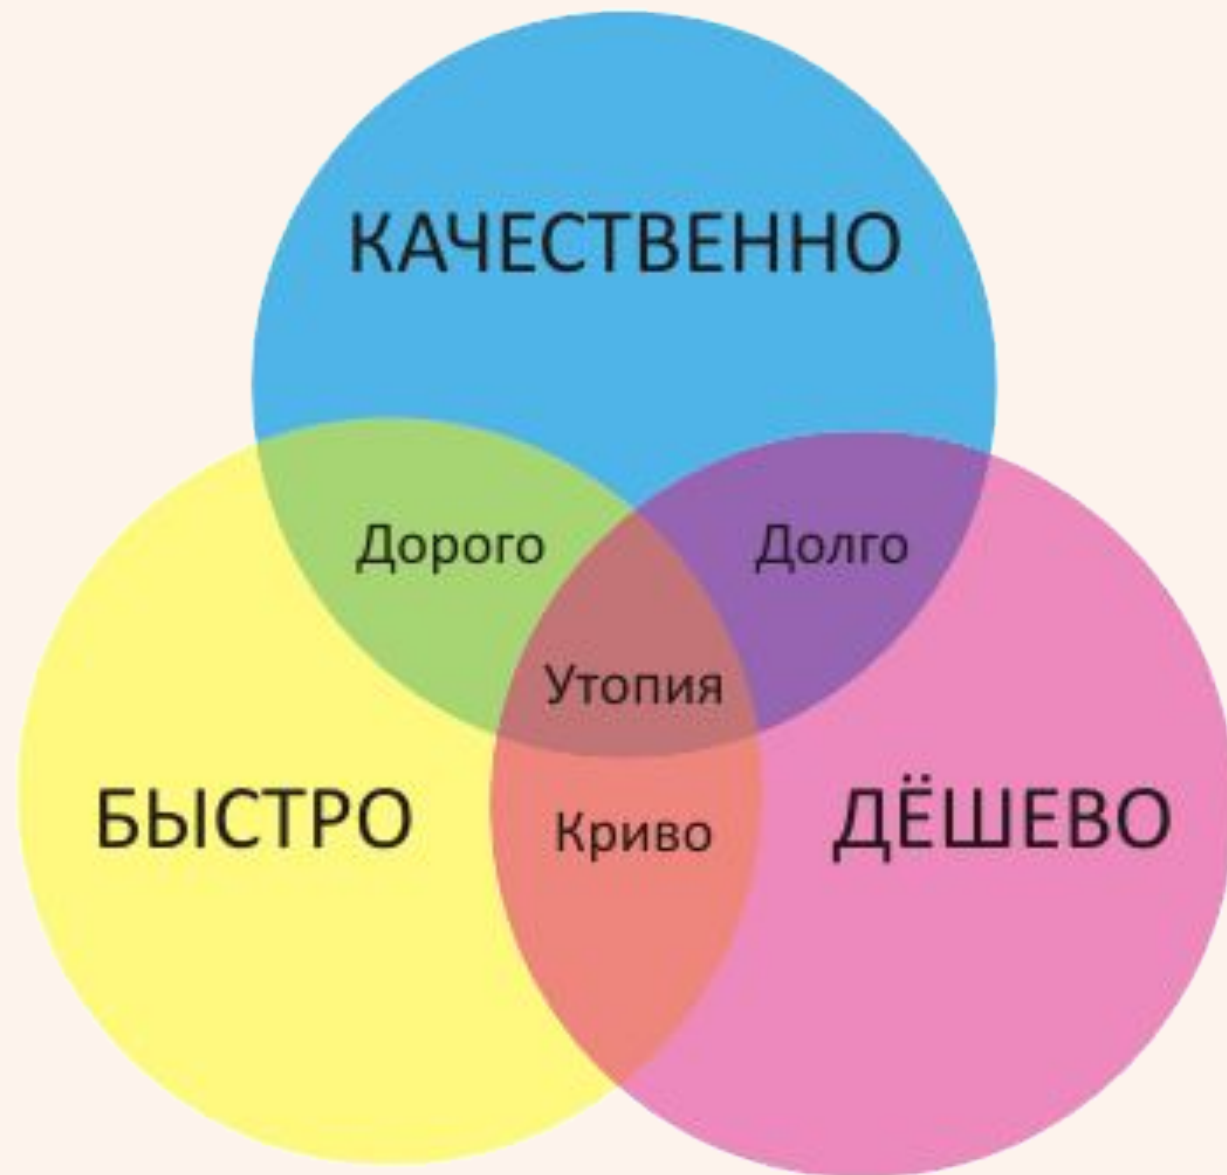 КАЧЕСТВЕННО
Дорого
Долго
Утопия
БЫСТРО
Криво
ДЁШЕВО